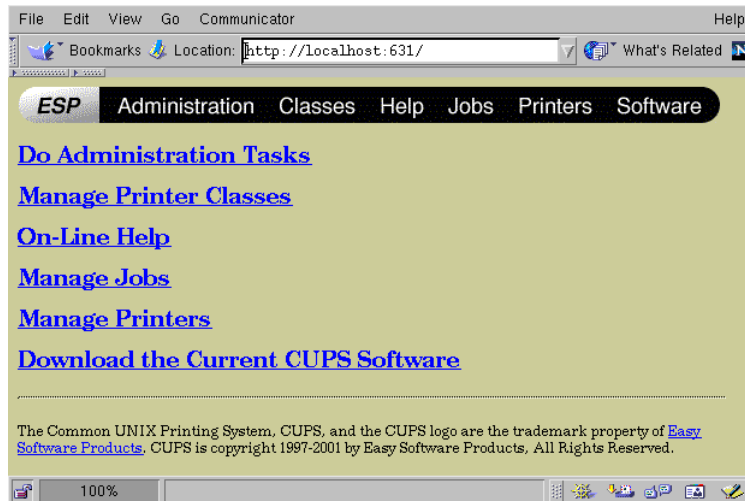 File Edit View Go Communicator Help
Bookmarks Location: http://localhost:631/ What's Related N
ESP Administration Classes Help Jobs Printers Software
Do Administration Tasks
Manage Printer Classes
On-Line Help
Manage Jobs
Manage Printers
Download the Current CUPS Software
The Common UNIX Printing System, CUPS, and the CUPS logo are the trademark property of Easy
Software Products. CUPS is copyright 1997-2001 by Easy Software Products, All Rights Reserved.
100%